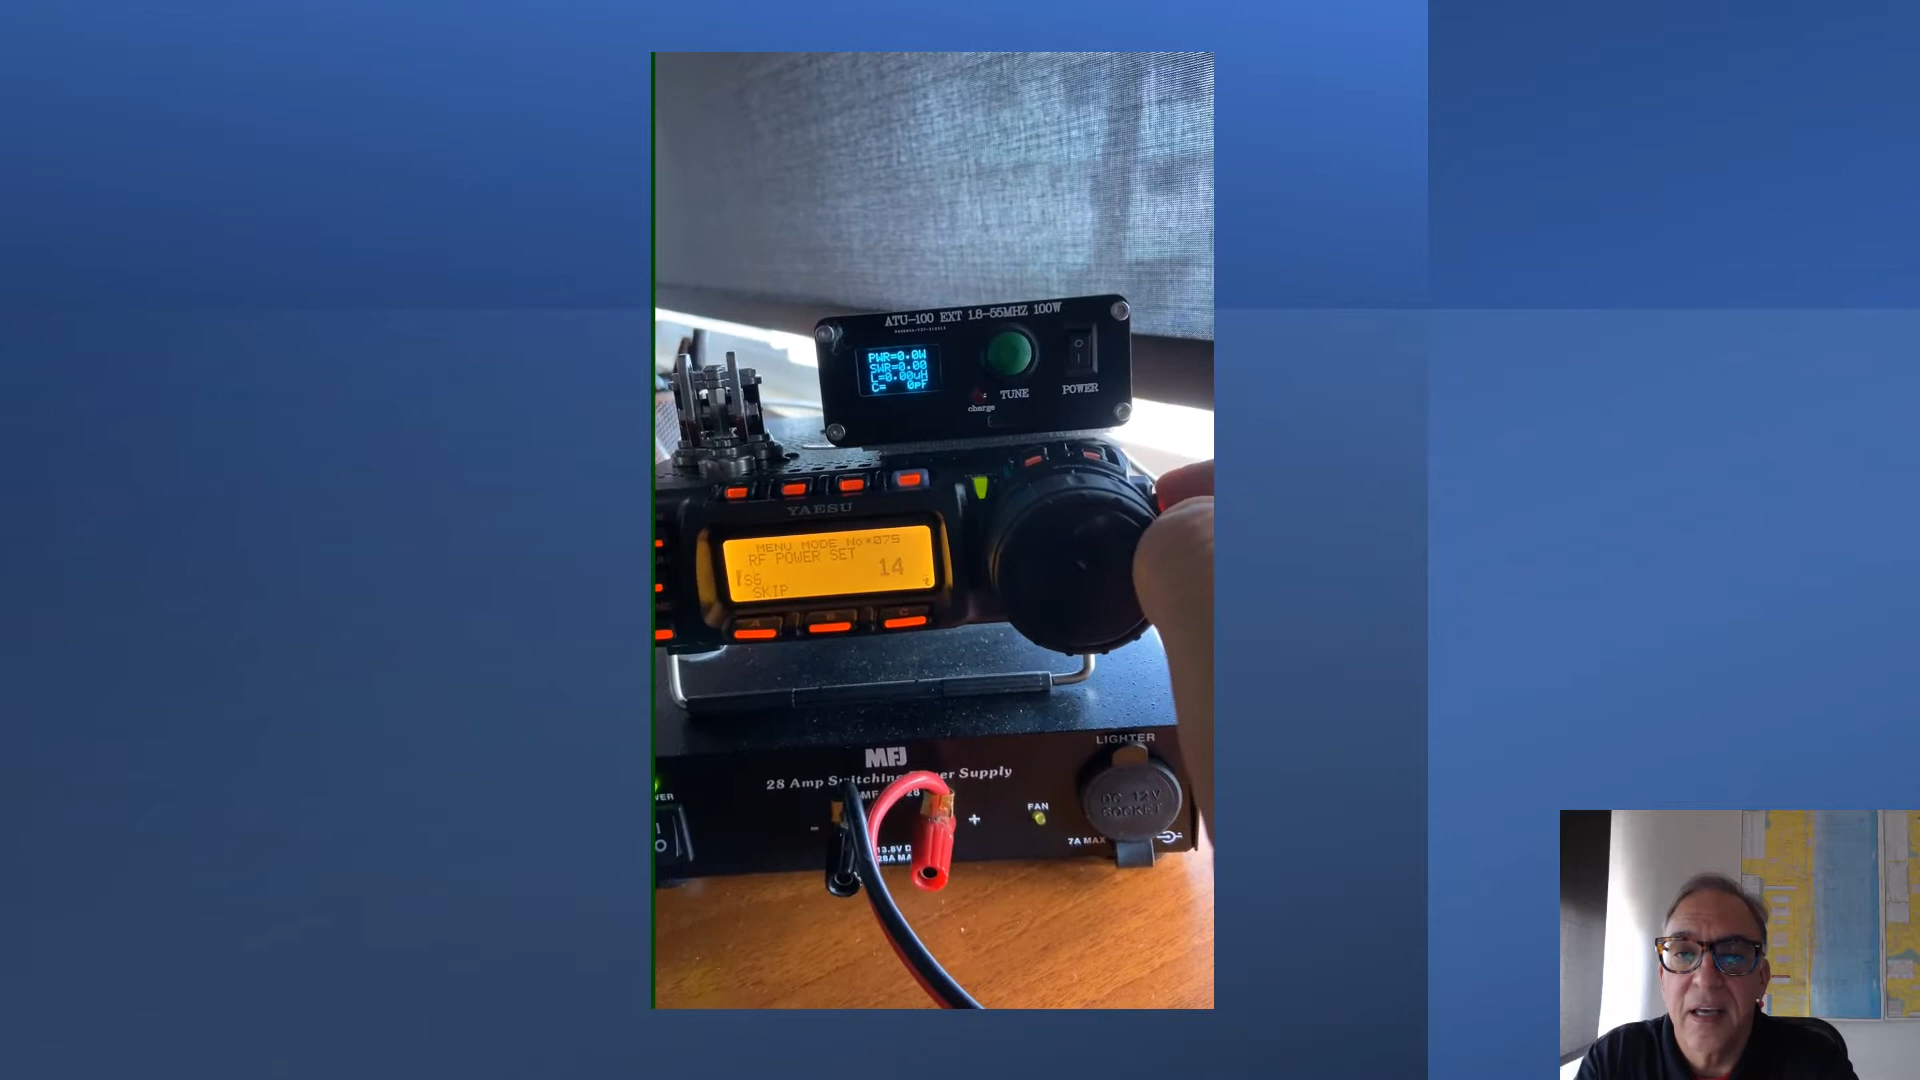 ATU-100 EXT 1.8-55MHZ 100W
PWR=0.0W
SWR=0.00
L=0.00uH
C= 0pF
TUNE
POWER
charge
YAESU
MENU MODE No*075
RF POWER SET
14
SKIP
A
B
C
MFJ
28 Amp Switching Power Supply
LIGHTER
DC 12V
SOCKET
FAN
-
+
7A MAX
13.8V D
28A MA